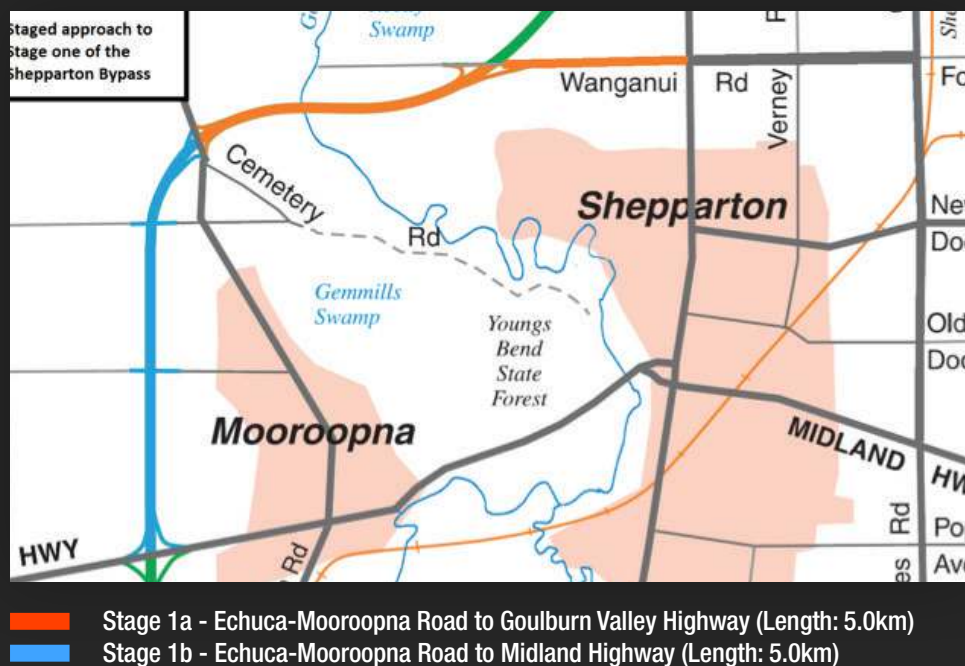 Staged approach to
Stage one of the
Shepparton Bypass
Swamp
Wanganui Rd
Verney
Cemetery
Rd
Shepparton
Gemmills
Swamp
Youngs
Bend
State
Forest
Old
Mooroopna
MIDLAND
HWY
Rd
Rd
Stage 1a - Echuca-Mooroopna Road to Goulburn Valley Highway (Length: 5.0km)
Stage 1b - Echuca-Mooroopna Road to Midland Highway (Length: 5.0km)